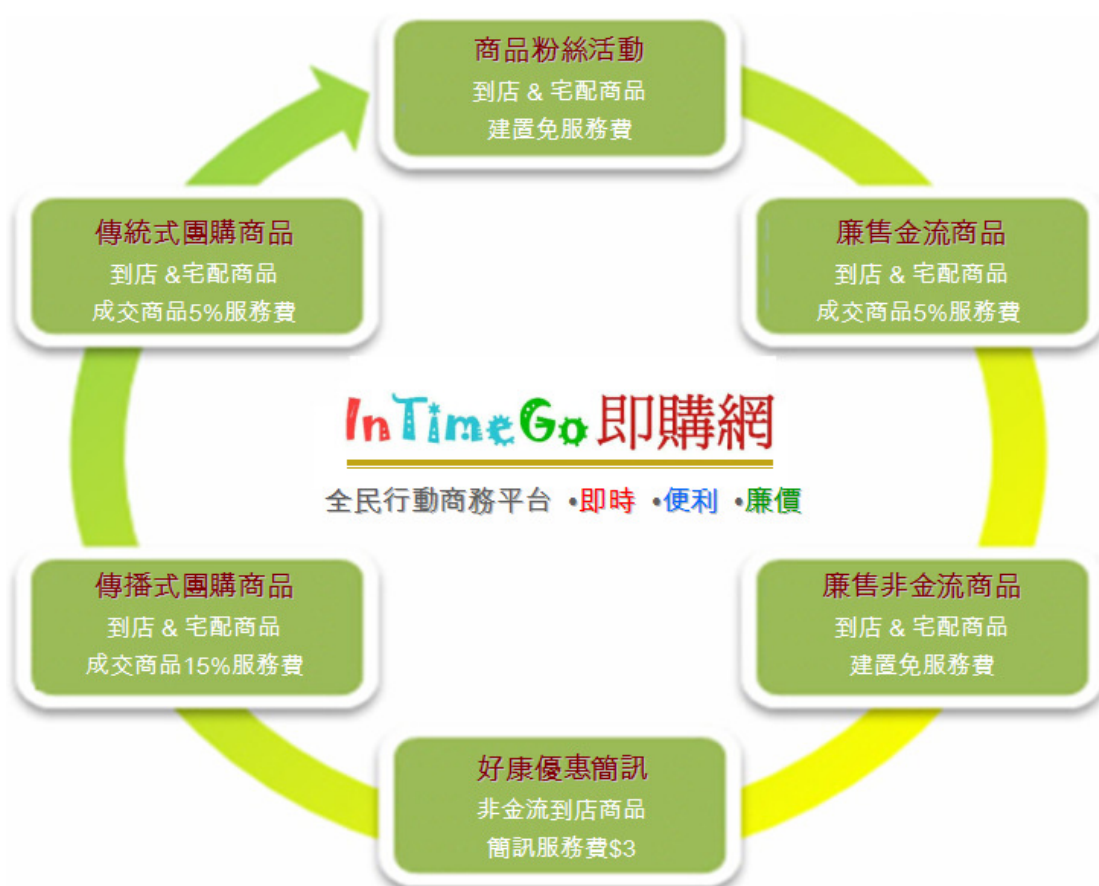 商品粉絲活動
到店 & 宅配商品
建置免服務費
傳統式團購商品
到店 &宅配商品
成交商品5%服務費
廉售金流商品
到店 & 宅配商品
成交商品5%服務費
InTimeGo即購網
全民行動商務平台 •即時 •便利 •廉價
傳播式團購商品
到店 & 宅配商品
成交商品15%服務費
廉售非金流商品
到店 & 宅配商品
建置免服務費
好康優惠簡訊
非金流到店商品
簡訊服務費$3